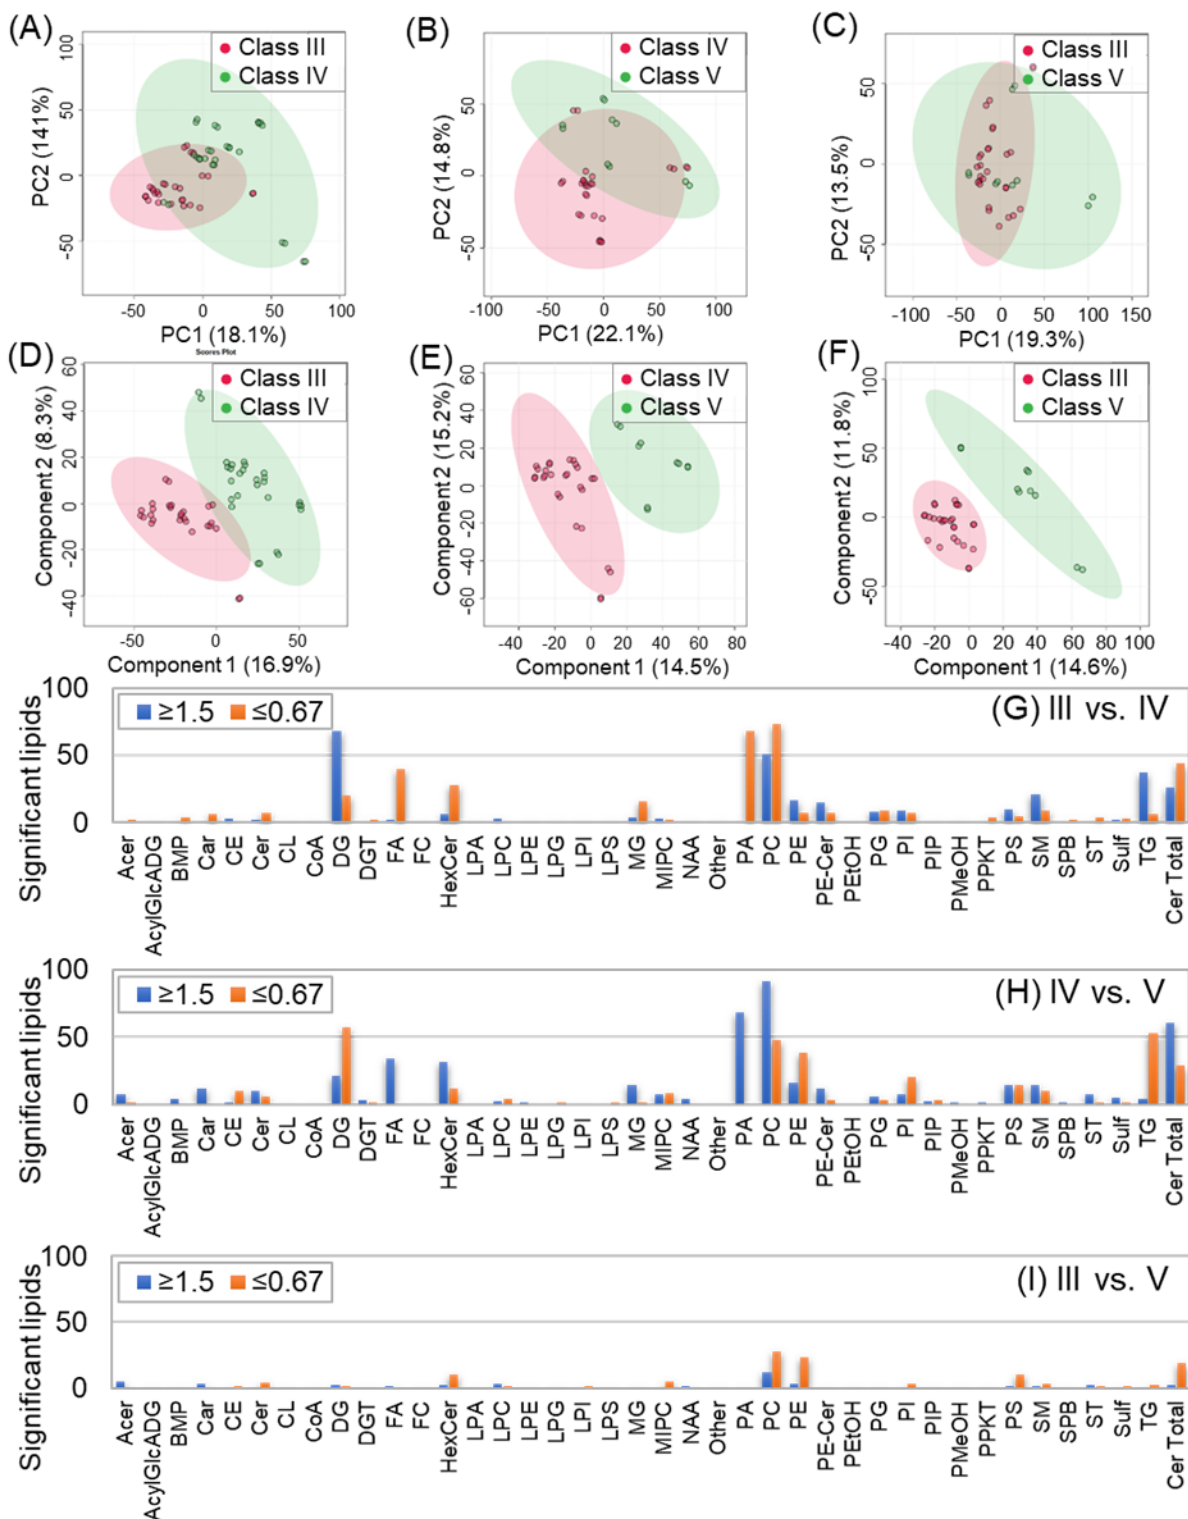 (A)
Class III
Class IV
PC2 (141%)
100
50
0
-50
-50
0
50
100
PC1 (18.1%)
(B)
Class IV
Class V
PC2 (14.8%)
50
0
-50
-100
-50
0
50
100
PC1 (22.1%)
(C)
Class III
Class V
PC2 (13.5%)
50
0
-50
-100
-50
0
50
100
150
PC1 (19.3%)
(D)
Scores Plot
Class III
Class IV
Component 2 (8.3%)
60
40
20
0
-20
-40
-50
0
50
Component 1 (16.9%)
(E)
Class IV
Class V
Component 2 (15.2%)
60
40
20
0
-20
-40
-60
-40
-20
0
20
40
60
80
Component 1 (14.5%)
(F)
Class III
Class V
Component 2 (11.8%)
100
50
0
-50
-40
-20
0
20
40
60
80
100
Component 1 (14.6%)
(G) III vs. IV
≥1.5 ≤0.67
Significant lipids
100
50
0
Acer
AcylGlcADG
BMP
Car
CE
Cer
CL
CoA
DG
DGT
FA
FC
HexCer
LPA
LPC
LPE
LPG
LPI
LPS
MG
MIPC
NAA
Other
PA
PC
PE
PE-Cer
PEtOH
PG
PI
PIP
PMeOH
PPKT
PS
SM
SPB
ST
Sulf
TG
Cer Total
(H) IV vs. V
≥1.5 ≤0.67
Significant lipids
100
50
0
Acer
AcylGlcADG
BMP
Car
CE
Cer
CL
CoA
DG
DGT
FA
FC
HexCer
LPA
LPC
LPE
LPG
LPI
LPS
MG
MIPC
NAA
Other
PA
PC
PE
PE-Cer
PEtOH
PG
PI
PIP
PMeOH
PPKT
PS
SM
SPB
ST
Sulf
TG
Cer Total
(I) III vs. V
≥1.5 ≤0.67
Significant lipids
100
50
0
Acer
AcylGlcADG
BMP
Car
CE
Cer
CL
CoA
DG
DGT
FA
FC
HexCer
LPA
LPC
LPE
LPG
LPI
LPS
MG
MIPC
NAA
Other
PA
PC
PE
PE-Cer
PEtOH
PG
PI
PIP
PMeOH
PPKT
PS
SM
SPB
ST
Sulf
TG
Cer Total